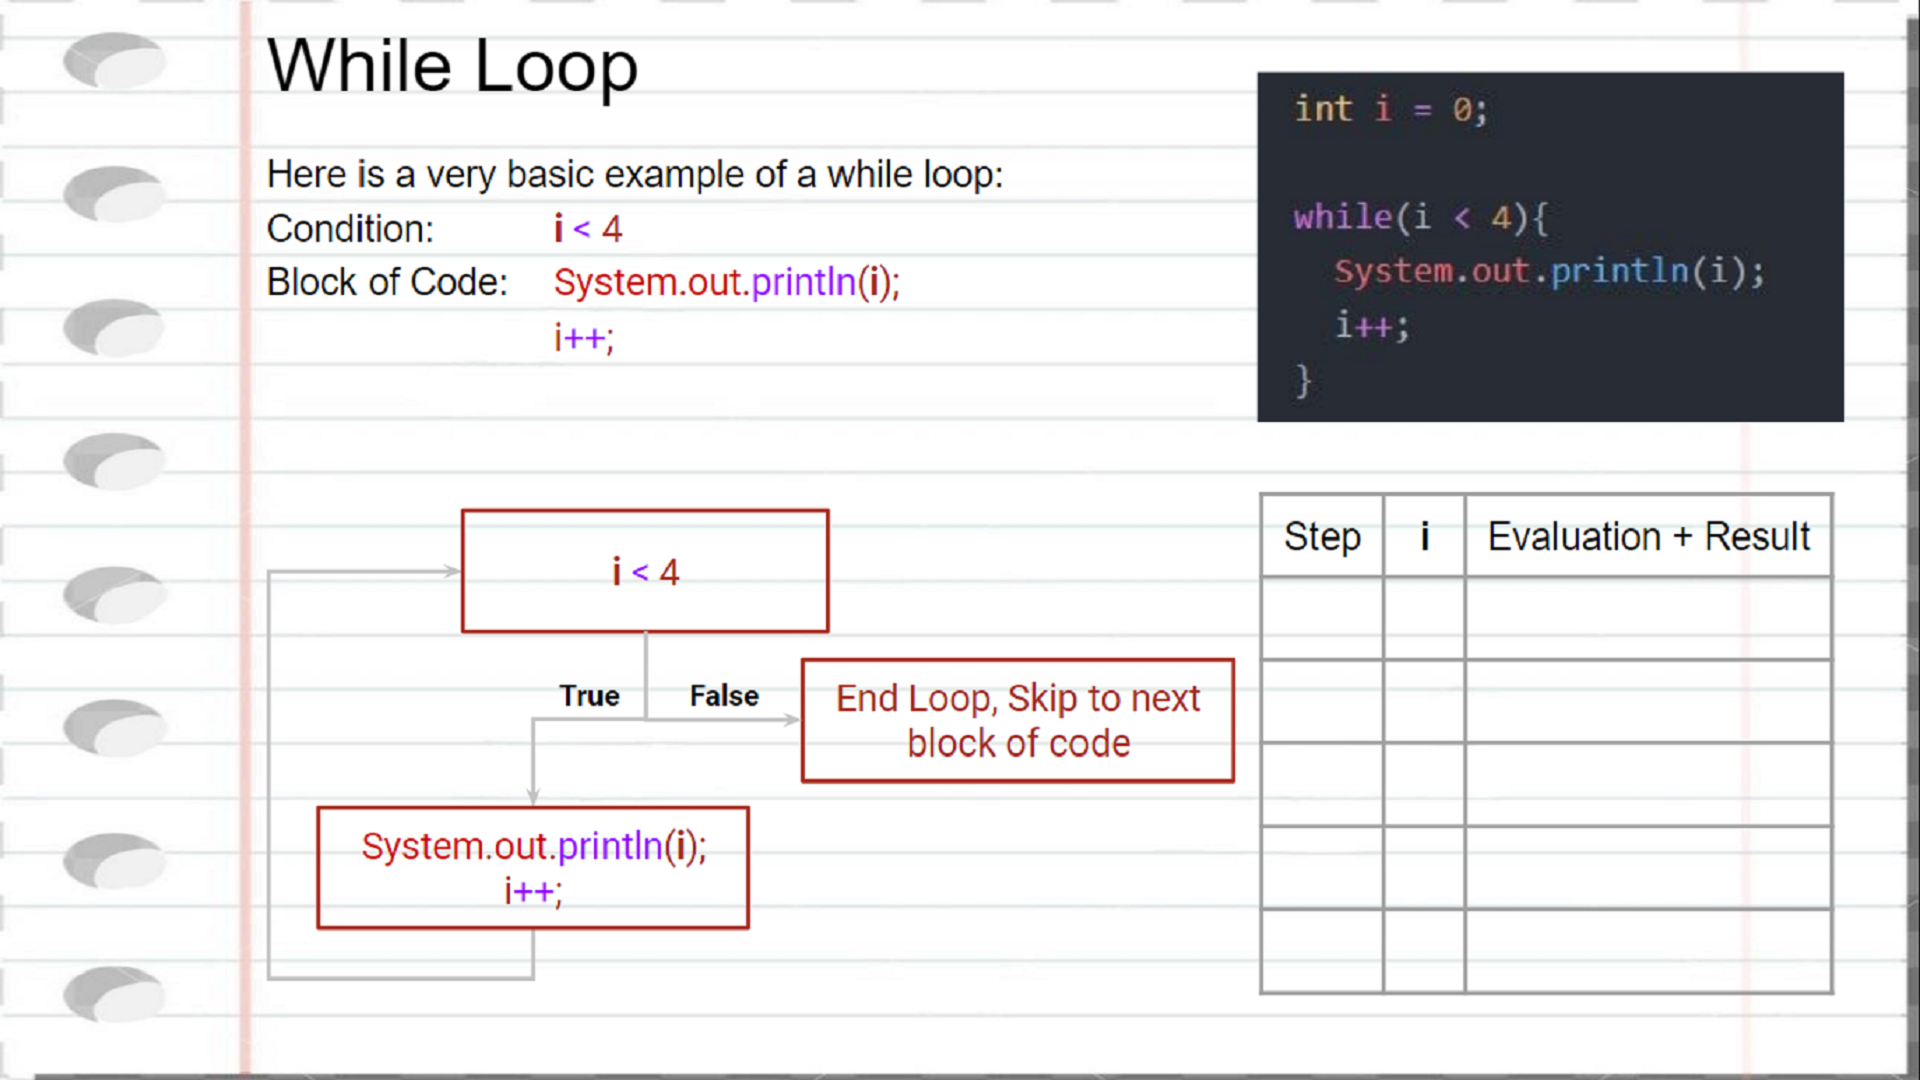 While Loop
Here is a very basic example of a while loop:
Condition: i < 4
Block of Code: System.out.println(i);
i++;
int i = 0;
while(i < 4){
System.out.println(i);
i++;
}
i < 4
True False
End Loop, Skip to next
block of code
System.out.println(i);
i++;
Step i Evaluation + Result